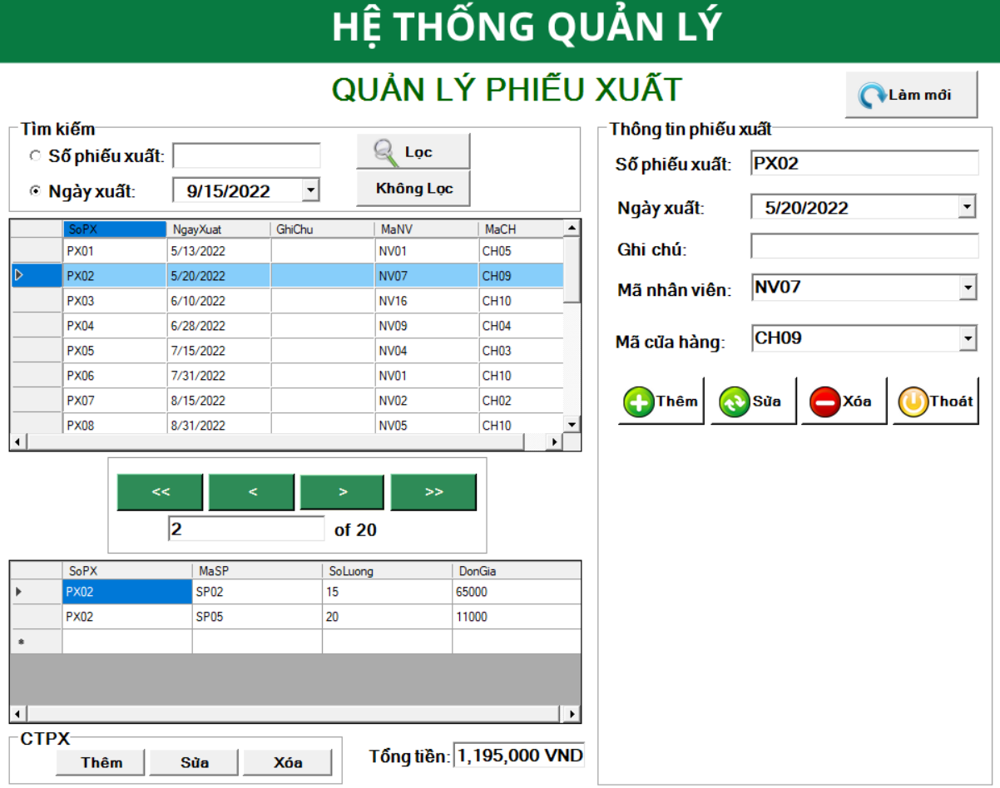 HỆ THỐNG QUẢN LÝ
QUẢN LÝ PHIẾU XUẤT
Làm mới
Tìm kiếm
Số phiếu xuất:
Lọc
Ngày xuất: 9/15/2022
Không Lọc
SoPX NgayXuat GhiChu MaNV MaCH
PX01 5/13/2022 NV01 CH05
PX02 5/20/2022 NV07 CH09
PX03 6/10/2022 NV16 CH10
PX04 6/28/2022 NV09 CH04
PX05 7/15/2022 NV04 CH03
PX06 7/31/2022 NV01 CH10
PX07 8/15/2022 NV02 CH02
PX08 8/31/2022 NV05 CH10
<< < > >>
2 of 20
SoPX MaSP SoLuong DonGia
PX02 SP02 15 65000
PX02 SP05 20 11000
*
CTPX
Thêm Sửa Xóa
Tổng tiền: 1,195,000 VND
Thông tin phiếu xuất
Số phiếu xuất: PX02
Ngày xuất: 5/20/2022
Ghi chú:
Mã nhân viên: NV07
Mã cửa hàng: CH09
Thêm Sửa Xóa Thoát